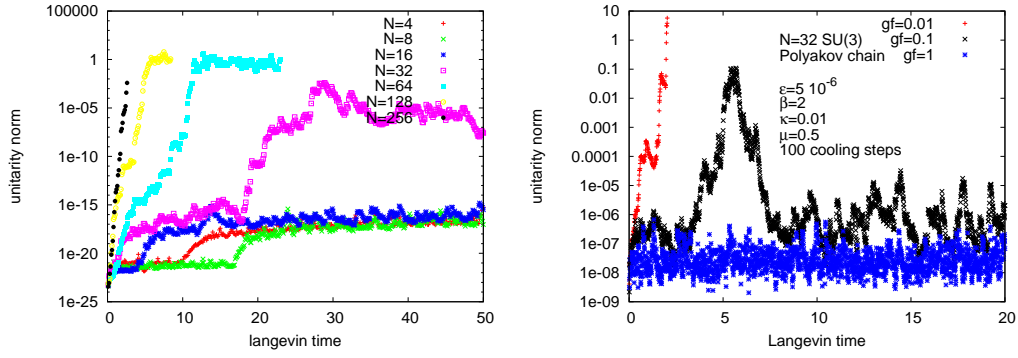 100000
1
1e-05
1e-10
1e-15
1e-20
1e-25
unitarity norm
0
10
20
30
40
50
langevin time
N=4
N=8
N=16
N=32
N=64
N=128
N=256
10
1
0.1
0.01
0.001
0.0001
1e-05
1e-06
1e-07
1e-08
1e-09
unitarity norm
0
5
10
15
20
Langevin time
gf=0.01
N=32 SU(3) gf=0.1
Polyakov chain gf=1
ε=5 10⁻⁶
β=2
κ=0.01
μ=0.5
100 cooling steps